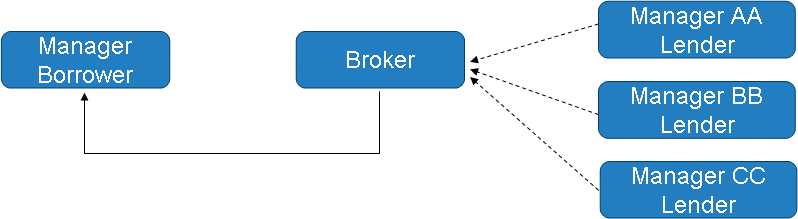 Manager
Borrower
Broker
Manager AA
Lender
Manager BB
Lender
Manager CC
Lender